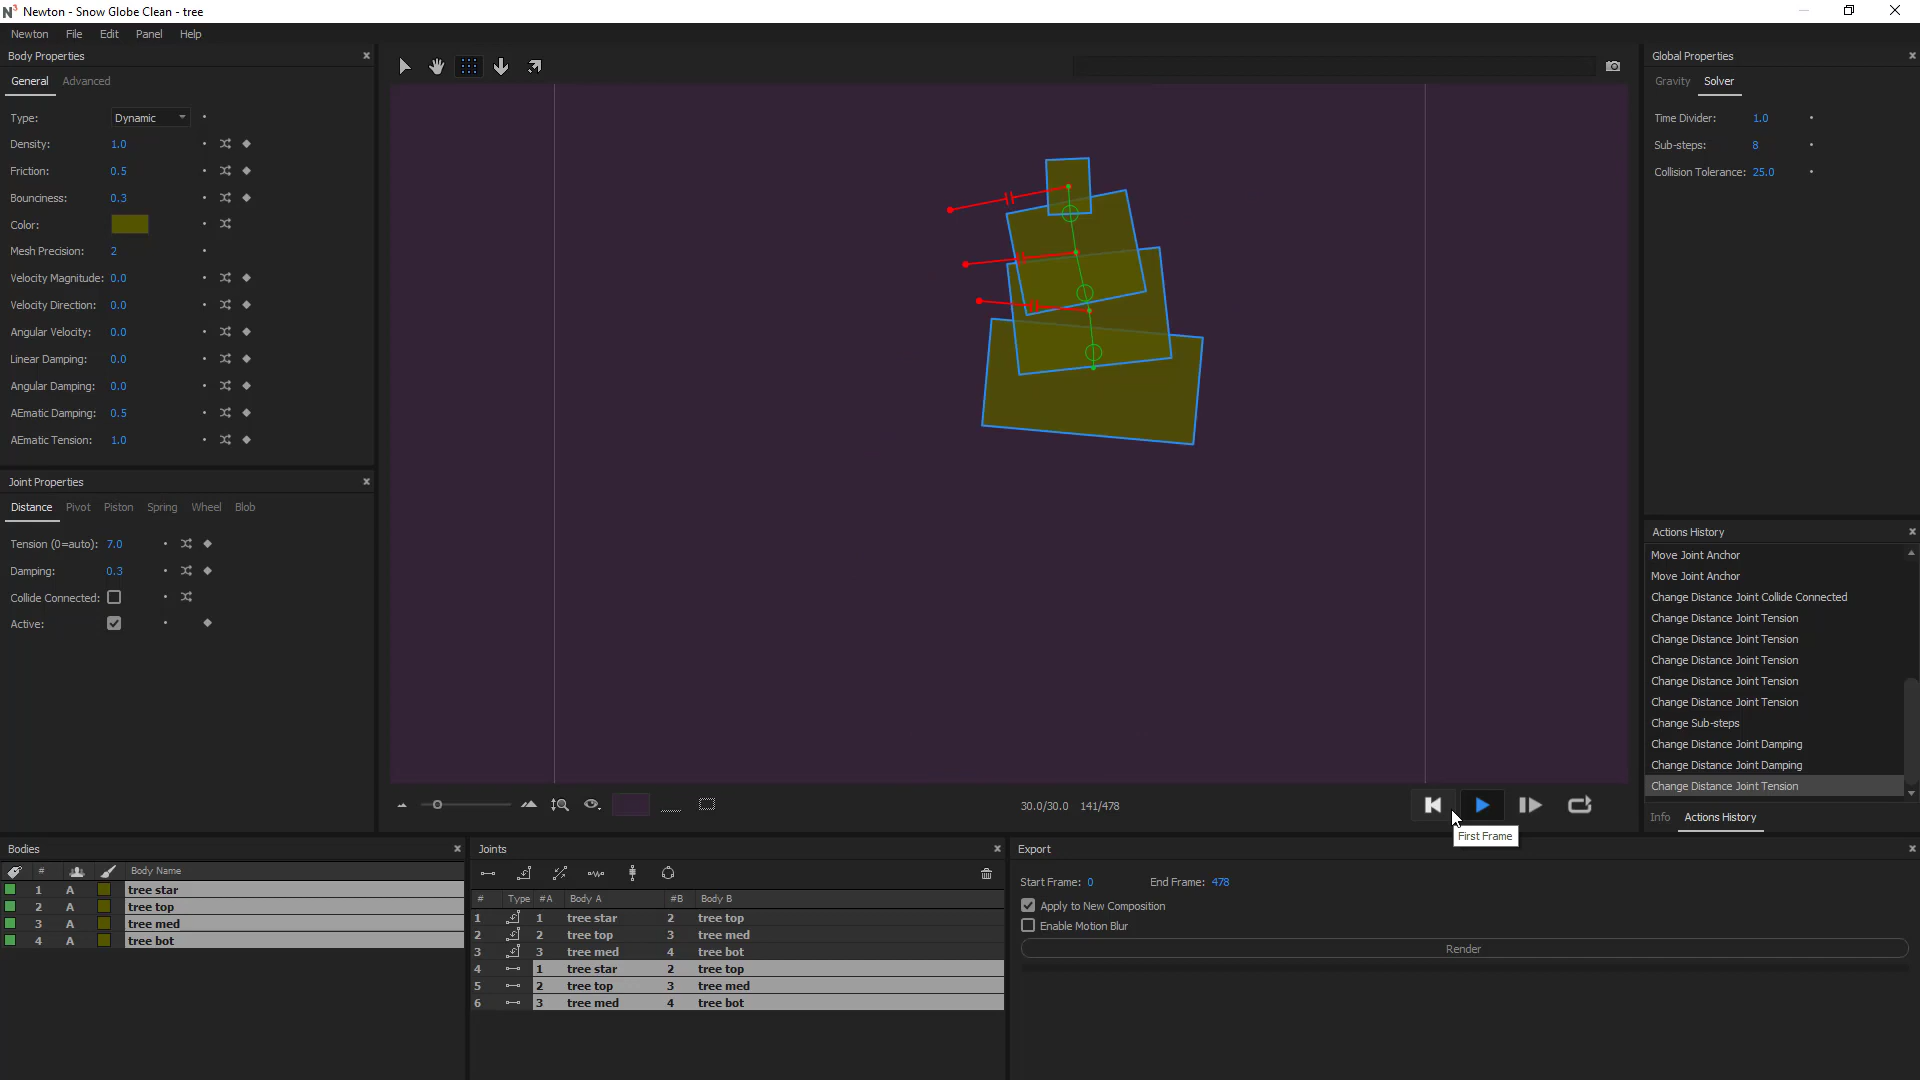 Newton - Snow Globe Clean - tree
Newton File Edit Panel Help
Body Properties
General Advanced
Type: Dynamic
Density: 1.0
Friction: 0.5
Bounciness: 0.3
Color:
Mesh Precision: 2
Velocity Magnitude: 0.0
Velocity Direction: 0.0
Angular Velocity: 0.0
Linear Damping: 0.0
Angular Damping: 0.0
AEmatic Damping: 0.5
AEmatic Tension: 1.0
Joint Properties
Distance Pivot Piston Spring Wheel Blob
Tension (0=auto): 7.0
Damping: 0.3
Collide Connected:
Active:
30.0/30.0 141/478
First Frame
Global Properties
Gravity Solver
Time Divider: 1.0
Sub-steps: 8
Collision Tolerance: 25.0
Actions History
Move Joint Anchor
Move Joint Anchor
Change Distance Joint Collide Connected
Change Distance Joint Tension
Change Distance Joint Tension
Change Distance Joint Tension
Change Distance Joint Tension
Change Distance Joint Tension
Change Sub-steps
Change Distance Joint Damping
Change Distance Joint Damping
Change Distance Joint Tension
Info Actions History
Bodies
# Body Name
1 A tree star
2 A tree top
3 A tree med
4 A tree bot
Joints
# Type #A Body A #B Body B
1 1 tree star 2 tree top
2 2 tree top 3 tree med
3 3 tree med 4 tree bot
4 1 tree star 2 tree top
5 2 tree top 3 tree med
6 3 tree med 4 tree bot
Export
Start Frame: 0 End Frame: 478
Apply to New Composition
Enable Motion Blur
Render